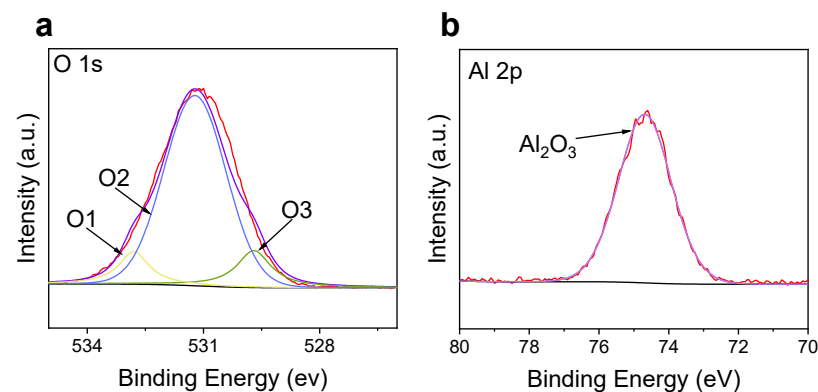 a
O 1s
O1
O2
O3
Intensity (a.u.)
534
531
528
Binding Energy (ev)
b
Al 2p
Al₂O₃
Intensity (a.u.)
80
78
76
74
72
70
Binding Energy (eV)